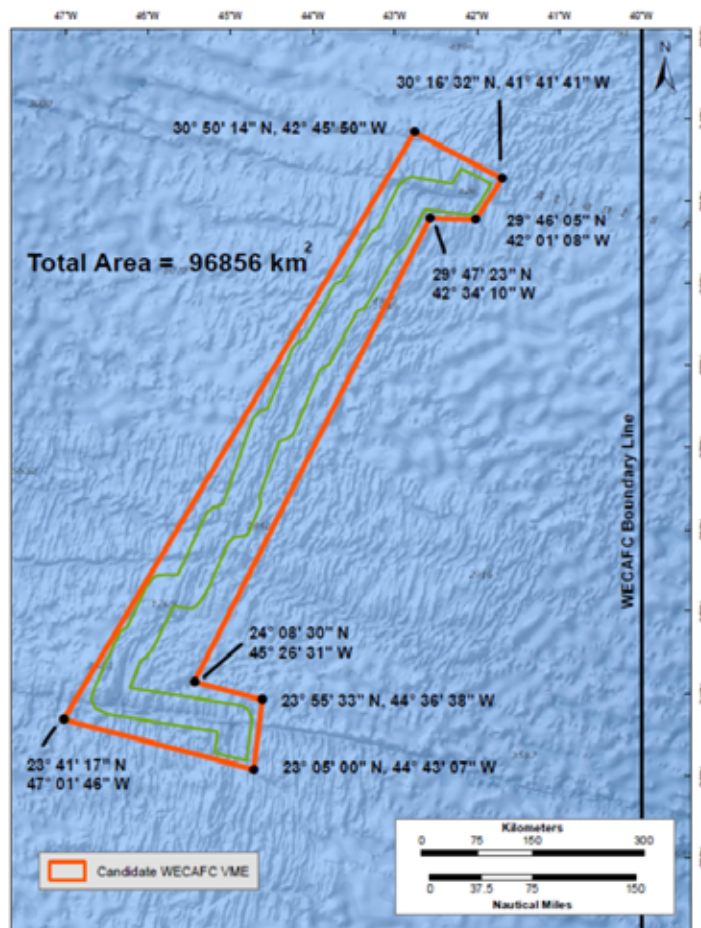 47°W 46°W 45°W 44°W 43°W 42°W 41°W 40°W
N
30° 16' 32" N, 41° 41' 41" W
30° 50' 14" N, 42° 45' 50" W
29° 46' 05" N
42° 01' 08" W
Total Area = 96856 km2
29° 47' 23" N
42° 34' 10" W
WECAFC Boundary Line
24° 08' 30" N
45° 26' 31" W
23° 55' 33" N, 44° 36' 38" W
23° 41' 17" N
47° 01' 46" W
23° 05' 00" N, 44° 43' 07" W
Kilometers
0 75 150 300
0 37.5 75 150
Nautical Miles
Candidate WECAFC VME